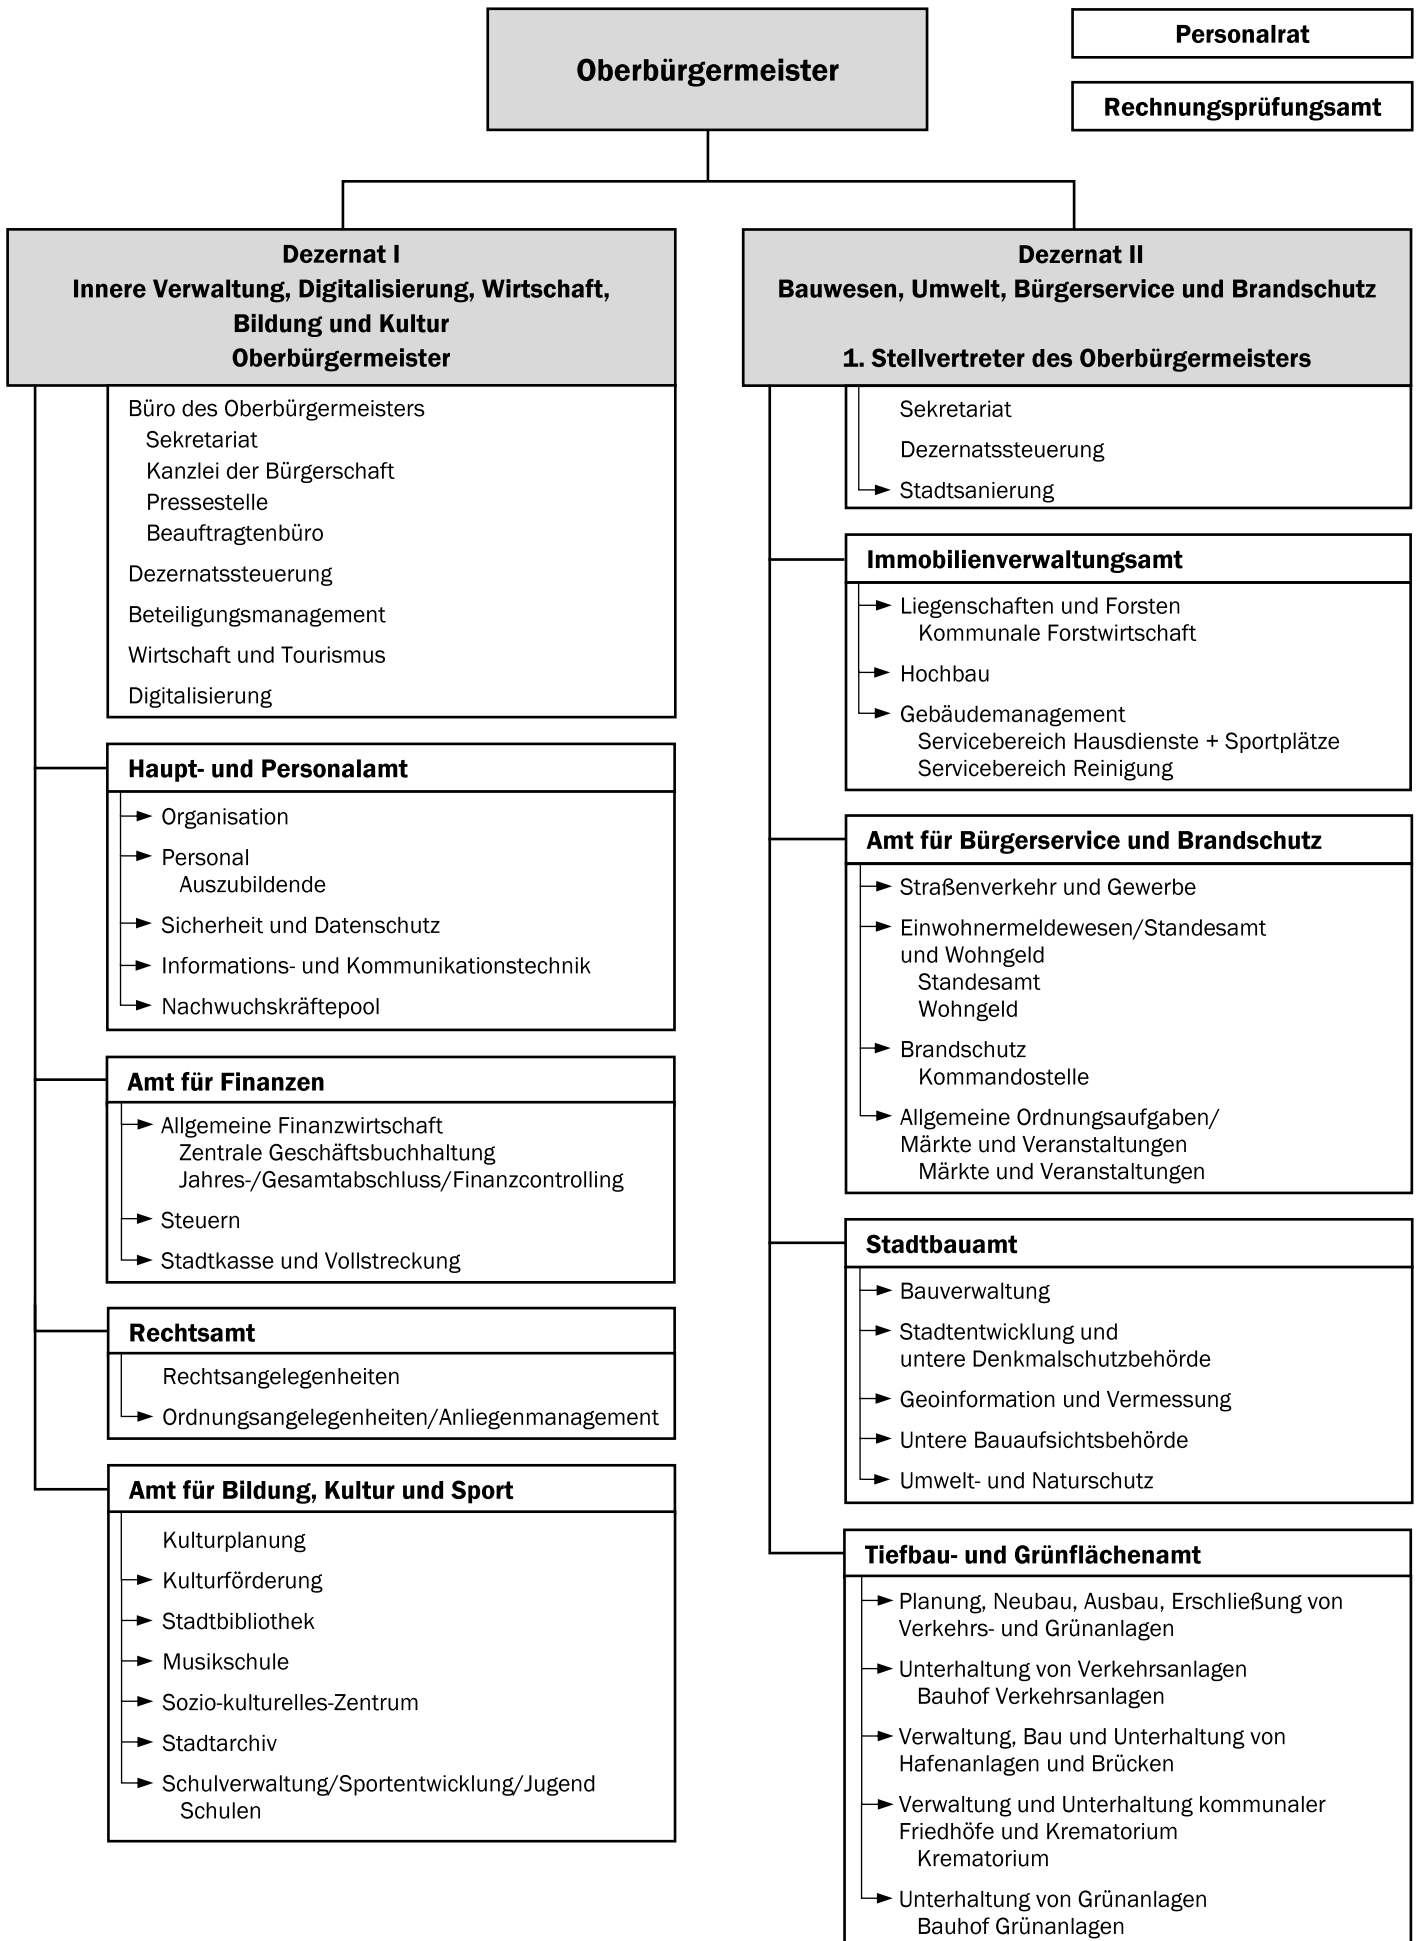 Oberbürgermeister
Personalrat
Rechnungsprüfungsamt
Dezernat I
Innere Verwaltung, Digitalisierung, Wirtschaft,
Bildung und Kultur
Oberbürgermeister
Büro des Oberbürgermeisters
Sekretariat
Kanzlei der Bürgerschaft
Pressestelle
Beauftragtenbüro
Dezernatssteuerung
Beteiligungsmanagement
Wirtschaft und Tourismus
Digitalisierung
Haupt- und Personalamt
Organisation
Personal
Auszubildende
Sicherheit und Datenschutz
Informations- und Kommunikationstechnik
Nachwuchskräftepool
Amt für Finanzen
Allgemeine Finanzwirtschaft
Zentrale Geschäftsbuchhaltung
Jahres-/Gesamtabschluss/Finanzcontrolling
Steuern
Stadtkasse und Vollstreckung
Rechtsamt
Rechtsangelegenheiten
Ordnungsangelegenheiten/Anliegenmanagement
Amt für Bildung, Kultur und Sport
Kulturplanung
Kulturförderung
Stadtbibliothek
Musikschule
Sozio-kulturelles-Zentrum
Stadtarchiv
Schulverwaltung/Sportentwicklung/Jugend
Schulen
Dezernat II
Bauwesen, Umwelt, Bürgerservice und Brandschutz
1. Stellvertreter des Oberbürgermeisters
Sekretariat
Dezernatssteuerung
Stadtsanierung
Immobilienverwaltungsamt
Liegenschaften und Forsten
Kommunale Forstwirtschaft
Hochbau
Gebäudemanagement
Servicebereich Hausdienste + Sportplätze
Servicebereich Reinigung
Amt für Bürgerservice und Brandschutz
Straßenverkehr und Gewerbe
Einwohnermeldewesen/Standesamt
und Wohngeld
Standesamt
Wohngeld
Brandschutz
Kommandostelle
Allgemeine Ordnungsaufgaben/
Märkte und Veranstaltungen
Märkte und Veranstaltungen
Stadtbauamt
Bauverwaltung
Stadtentwicklung und
untere Denkmalschutzbehörde
Geoinformation und Vermessung
Untere Bauaufsichtsbehörde
Umwelt- und Naturschutz
Tiefbau- und Grünflächenamt
Planung, Neubau, Ausbau, Erschließung von
Verkehrs- und Grünanlagen
Unterhaltung von Verkehrsanlagen
Bauhof Verkehrsanlagen
Verwaltung, Bau und Unterhaltung von
Hafenanlagen und Brücken
Verwaltung und Unterhaltung kommunaler
Friedhöfe und Krematorium
Krematorium
Unterhaltung von Grünanlagen
Bauhof Grünanlagen